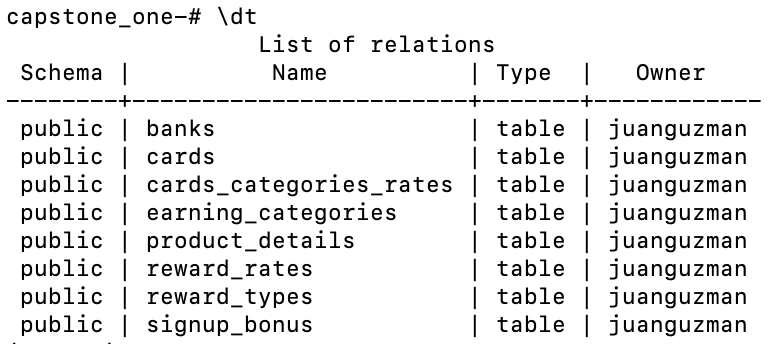 capstone_one-# \dt
List of relations
Schema | Name | Type | Owner
--------+------------------------+-------+------------
public | banks | table | juanguzman
public | cards | table | juanguzman
public | cards_categories_rates | table | juanguzman
public | earning_categories | table | juanguzman
public | product_details | table | juanguzman
public | reward_rates | table | juanguzman
public | reward_types | table | juanguzman
public | signup_bonus | table | juanguzman